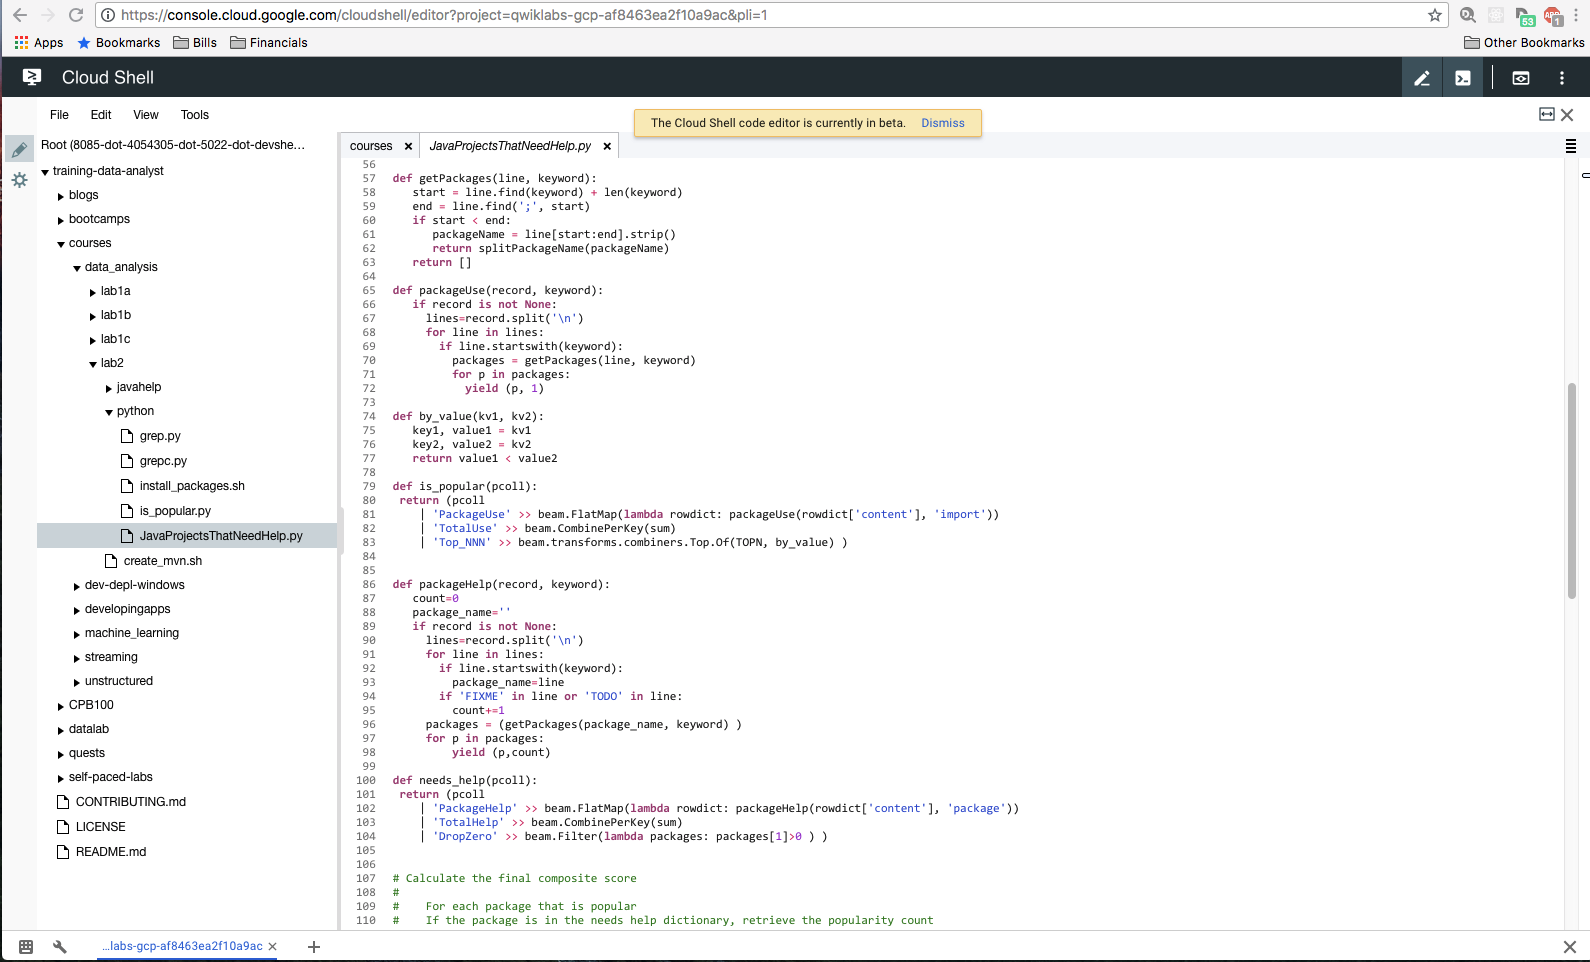 https://console.cloud.google.com/cloudshell/editor?project=qwiklabs-gcp-af8463ea2f10a9ac&pli=1
53
1
Apps Bookmarks Bills Financials Other Bookmarks
Cloud Shell
File Edit View Tools
The Cloud Shell code editor is currently in beta. Dismiss
Root (8085-dot-4054305-dot-5022-dot-devshe...
training-data-analyst
blogs
bootcamps
courses
data_analysis
lab1a
lab1b
lab1c
lab2
javahelp
python
grep.py
grepc.py
install_packages.sh
is_popular.py
JavaProjectsThatNeedHelp.py
create_mvn.sh
dev-depl-windows
developingapps
machine_learning
streaming
unstructured
CPB100
datalab
quests
self-paced-labs
CONTRIBUTING.md
LICENSE
README.md
courses × JavaProjectsThatNeedHelp.py ×
56
57 def getPackages(line, keyword):
58    start = line.find(keyword) + len(keyword)
59    end = line.find(';', start)
60    if start < end:
61       packageName = line[start:end].strip()
62       return splitPackageName(packageName)
63    return []
64
65 def packageUse(record, keyword):
66    if record is not None:
67      lines=record.split('\n')
68      for line in lines:
69        if line.startswith(keyword):
70          packages = getPackages(line, keyword)
71          for p in packages:
72            yield (p, 1)
73
74 def by_value(kv1, kv2):
75    key1, value1 = kv1
76    key2, value2 = kv2
77    return value1 < value2
78
79 def is_popular(pcoll):
80  return (pcoll
81     | 'PackageUse' >> beam.FlatMap(lambda rowdict: packageUse(rowdict['content'], 'import'))
82     | 'TotalUse' >> beam.CombinePerKey(sum)
83     | 'Top_NNN' >> beam.transforms.combiners.Top.Of(TOPN, by_value) )
84
85
86 def packageHelp(record, keyword):
87    count=0
88    package_name=''
89    if record is not None:
90      lines=record.split('\n')
91      for line in lines:
92        if line.startswith(keyword):
93          package_name=line
94        if 'FIXME' in line or 'TODO' in line:
95          count+=1
96      packages = (getPackages(package_name, keyword) )
97      for p in packages:
98          yield (p,count)
99
100 def needs_help(pcoll):
101  return (pcoll
102     | 'PackageHelp' >> beam.FlatMap(lambda rowdict: packageHelp(rowdict['content'], 'package'))
103     | 'TotalHelp' >> beam.CombinePerKey(sum)
104     | 'DropZero' >> beam.Filter(lambda packages: packages[1]>0 ) )
105
106
107 # Calculate the final composite score
108 #
109 #    For each package that is popular
110 #    If the package is in the needs help dictionary, retrieve the popularity count
...labs-gcp-af8463ea2f10a9ac × +